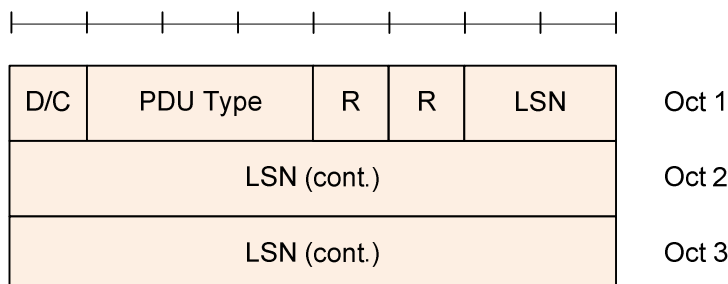 D/C PDU Type R R LSN Oct 1
LSN (cont.) Oct 2
LSN (cont.) Oct 3